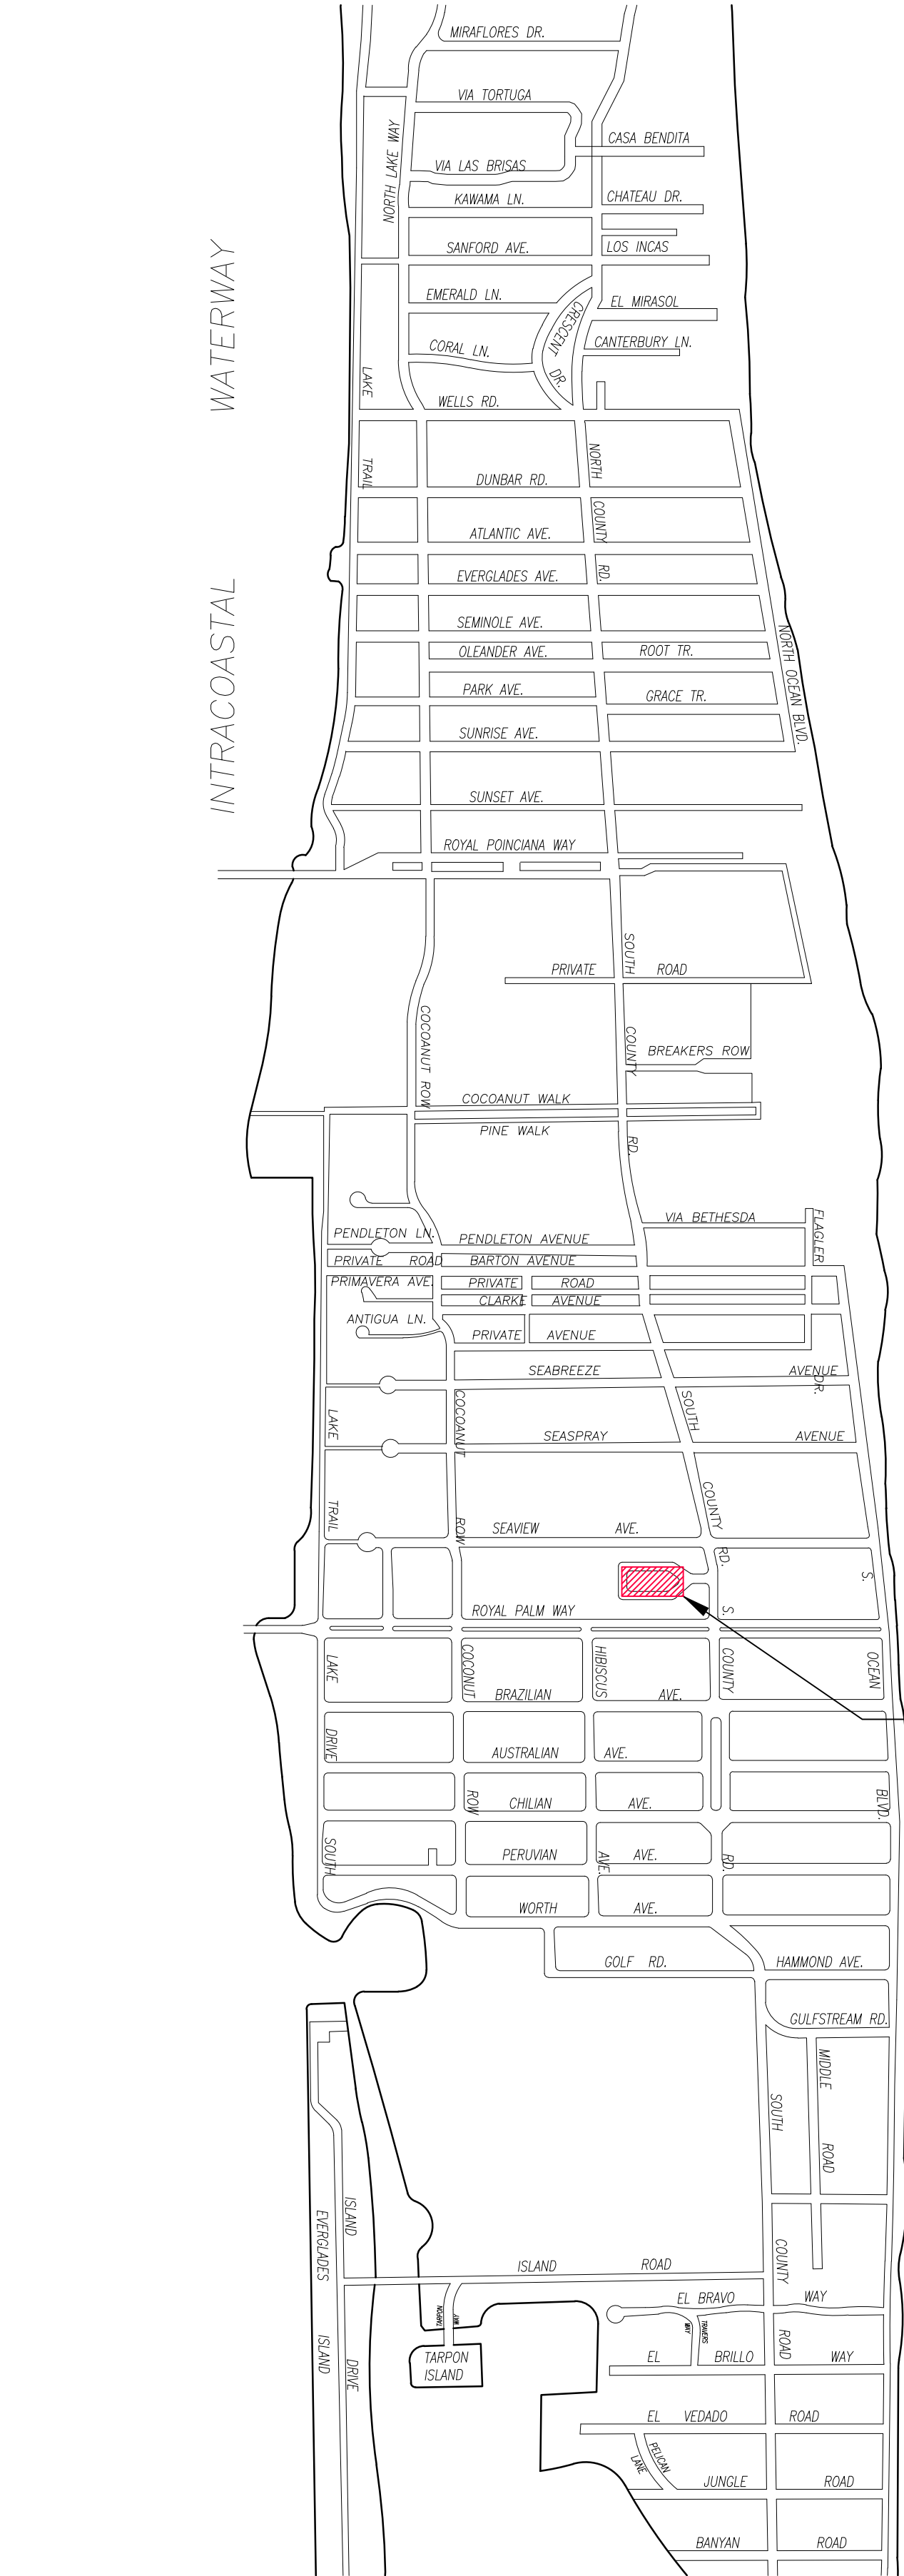 MIRAFLORES DR.
VIA TORTUGA
NORTH LAKE WAY
CASA BENDITA
VIA LAS BRISAS
KAWAMA LN.
CHATEAU DR.
SANFORD AVE.
LOS INCAS
WATERWAY
EMERALD LN.
EL MIRASOL
CRESCENT DR.
CORAL LN.
CANTERBURY LN.
LAKE TRAIL
WELLS RD.
NORTH COUNTY RD.
DUNBAR RD.
ATLANTIC AVE.
EVERGLADES AVE.
INTRACOASTAL
SEMINOLE AVE.
NORTH OCEAN BLVD.
OLEANDER AVE.
ROOT TR.
PARK AVE.
GRACE TR.
SUNRISE AVE.
SUNSET AVE.
ROYAL POINCIANA WAY
SOUTH COUNTY RD.
PRIVATE ROAD
COCOANUT ROW
BREAKERS ROW
COCOANUT WALK
PINE WALK
VIA BETHESDA
FLAGLER DR.
PENDLETON LN.
PENDLETON AVENUE
PRIVATE ROAD
BARTON AVENUE
PRIMAVERA AVE.
PRIVATE ROAD
CLARKE AVENUE
ANTIGUA LN.
PRIVATE AVENUE
SEABREEZE AVENUE
LAKE TRAIL
COCOANUT ROW
SOUTH COUNTY RD.
SEASPRAY AVENUE
SEAVIEW AVE.
S. OCEAN BLVD.
ROYAL PALM WAY
S. COUNTY RD.
LAKE DRIVE SOUTH
COCONUT ROW
HIBISCUS AVE.
BRAZILIAN AVE.
AUSTRALIAN AVE.
CHILIAN AVE.
PERUVIAN AVE.
WORTH AVE.
GOLF RD.
HAMMOND AVE.
GULFSTREAM RD.
MIDDLE ROAD
SOUTH COUNTY ROAD
ISLAND DRIVE
EVERGLADES ISLAND
ISLAND ROAD
EL BRAVO WAY
TARPON WAY
TRAVERS WAY
TARPON
ISLAND
EL BRILLO WAY
EL VEDADO ROAD
PELICAN LANE
JUNGLE ROAD
BANYAN ROAD